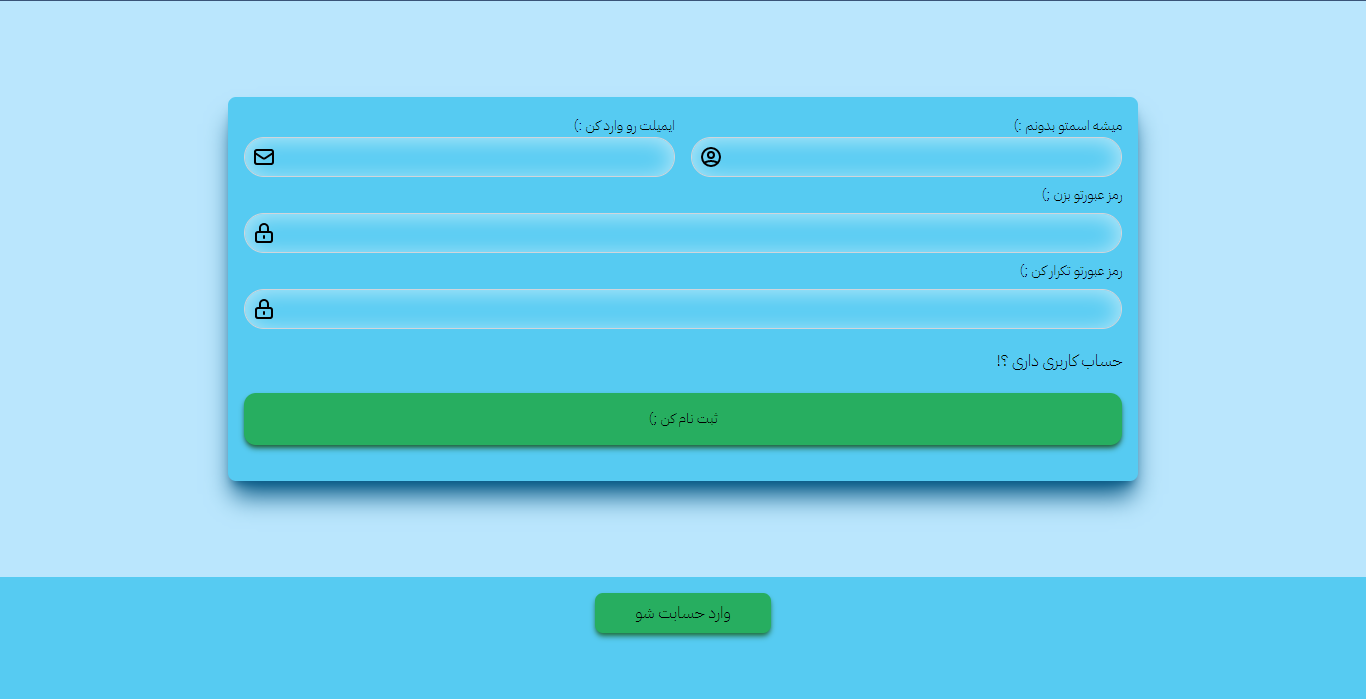 میشه اسمتو بدونم :)
ایمیلت رو وارد کن :)
رمز عبورتو بزن ;)
رمز عبورتو تکرار کن ;)
حساب کاربری داری ؟!
ثبت نام کن ;)
وارد حسابت شو